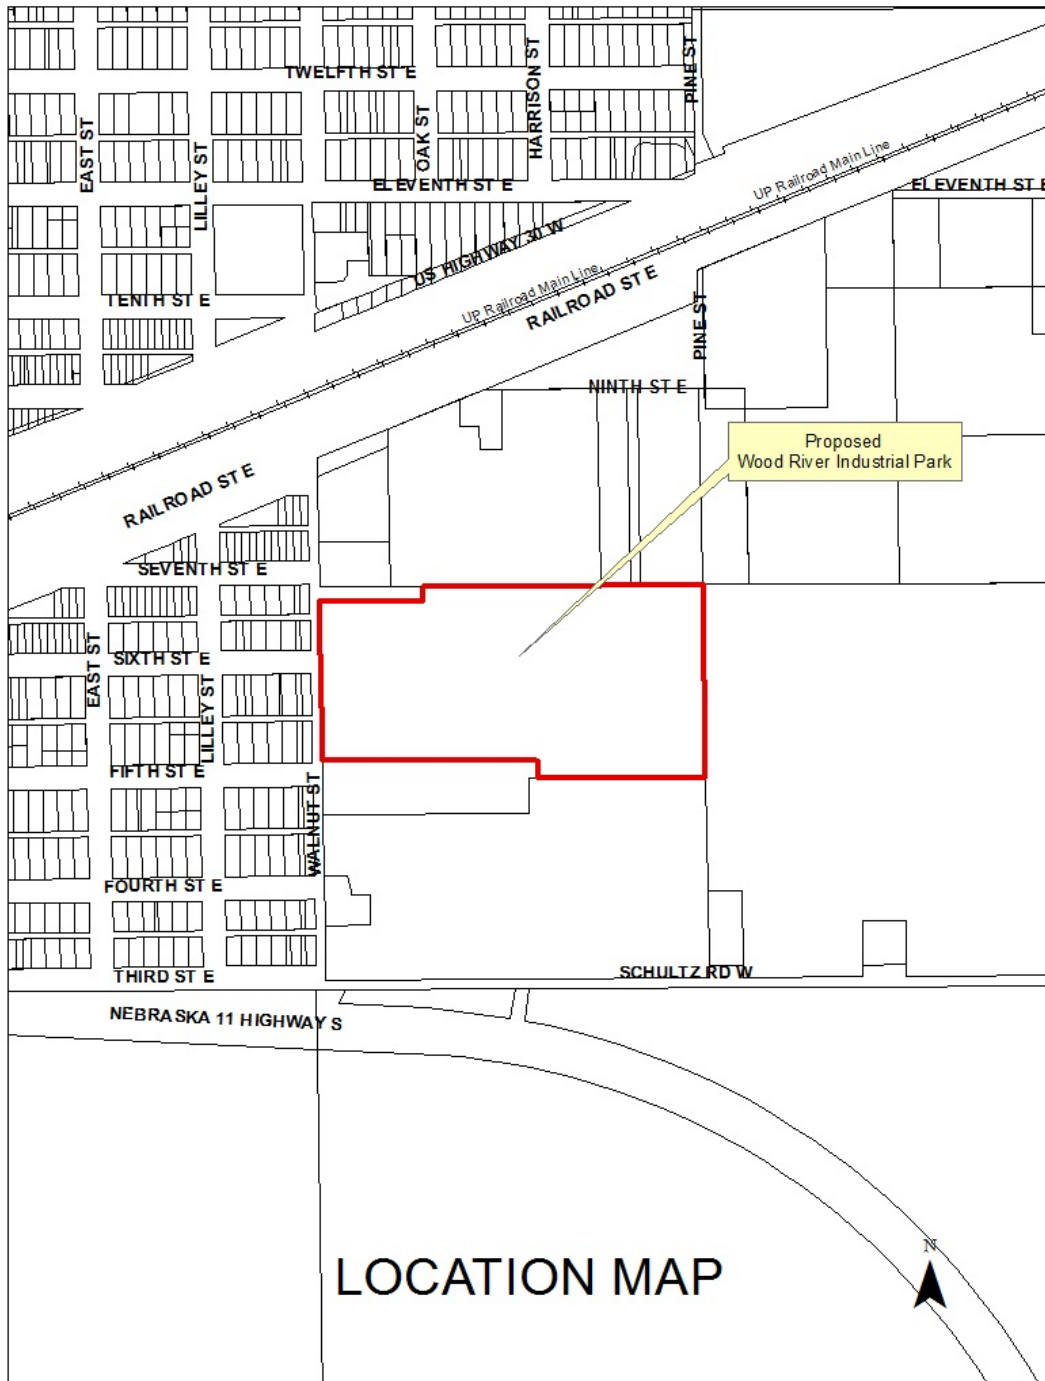 TWELFTH ST E
HARRISON ST
PINE ST
OAK ST
EAST ST
LILLEY ST
UP Railroad Main Line
ELEVENTH ST E
ELEVENTH ST E
US HIGHWAY 30 W
TENTH ST E
UP Railroad Main Line
RAILROAD ST E
PINE ST
NINTH ST E
Proposed
Wood River Industrial Park
RAILROAD ST E
SEVENTH ST E
EAST ST
SIXTH ST E
LILLEY ST
FIFTH ST E
WALNUT ST
FOURTH ST E
THIRD ST E
SCHULTZ RD W
NEBRASKA 11 HIGHWAY S
N
LOCATION MAP